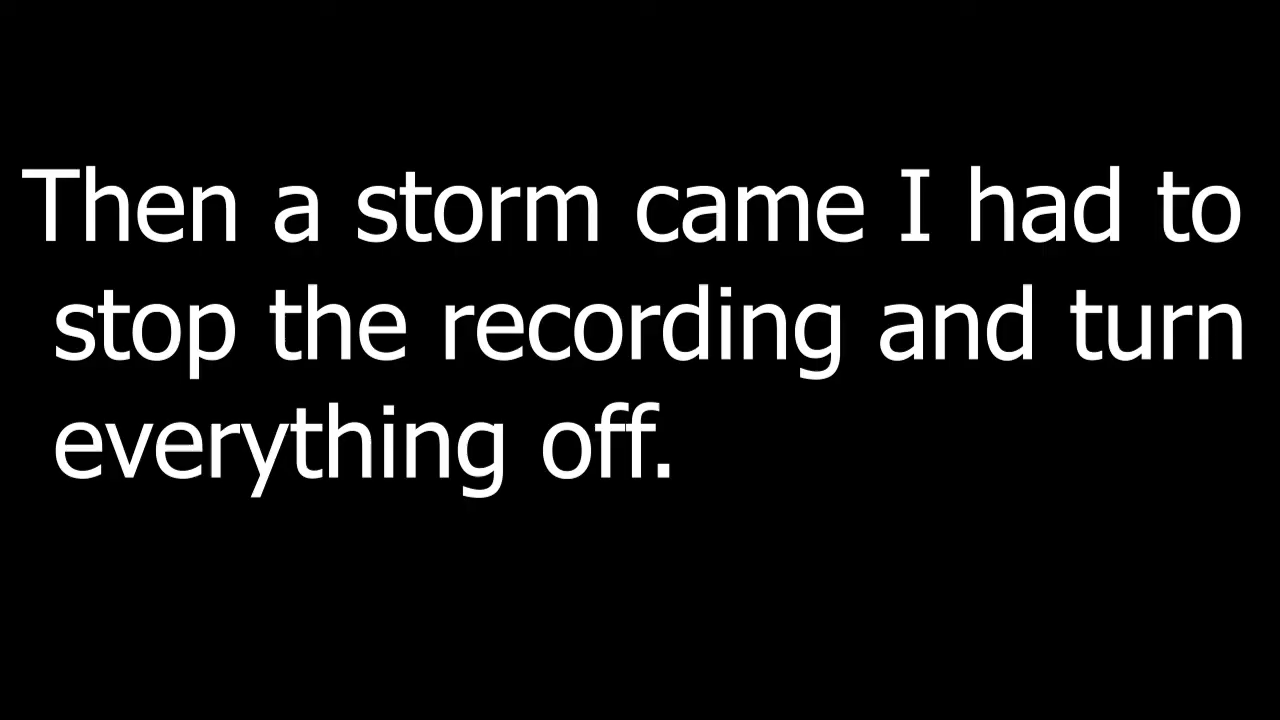 Then a storm came I had to
stop the recording and turn
everything off.